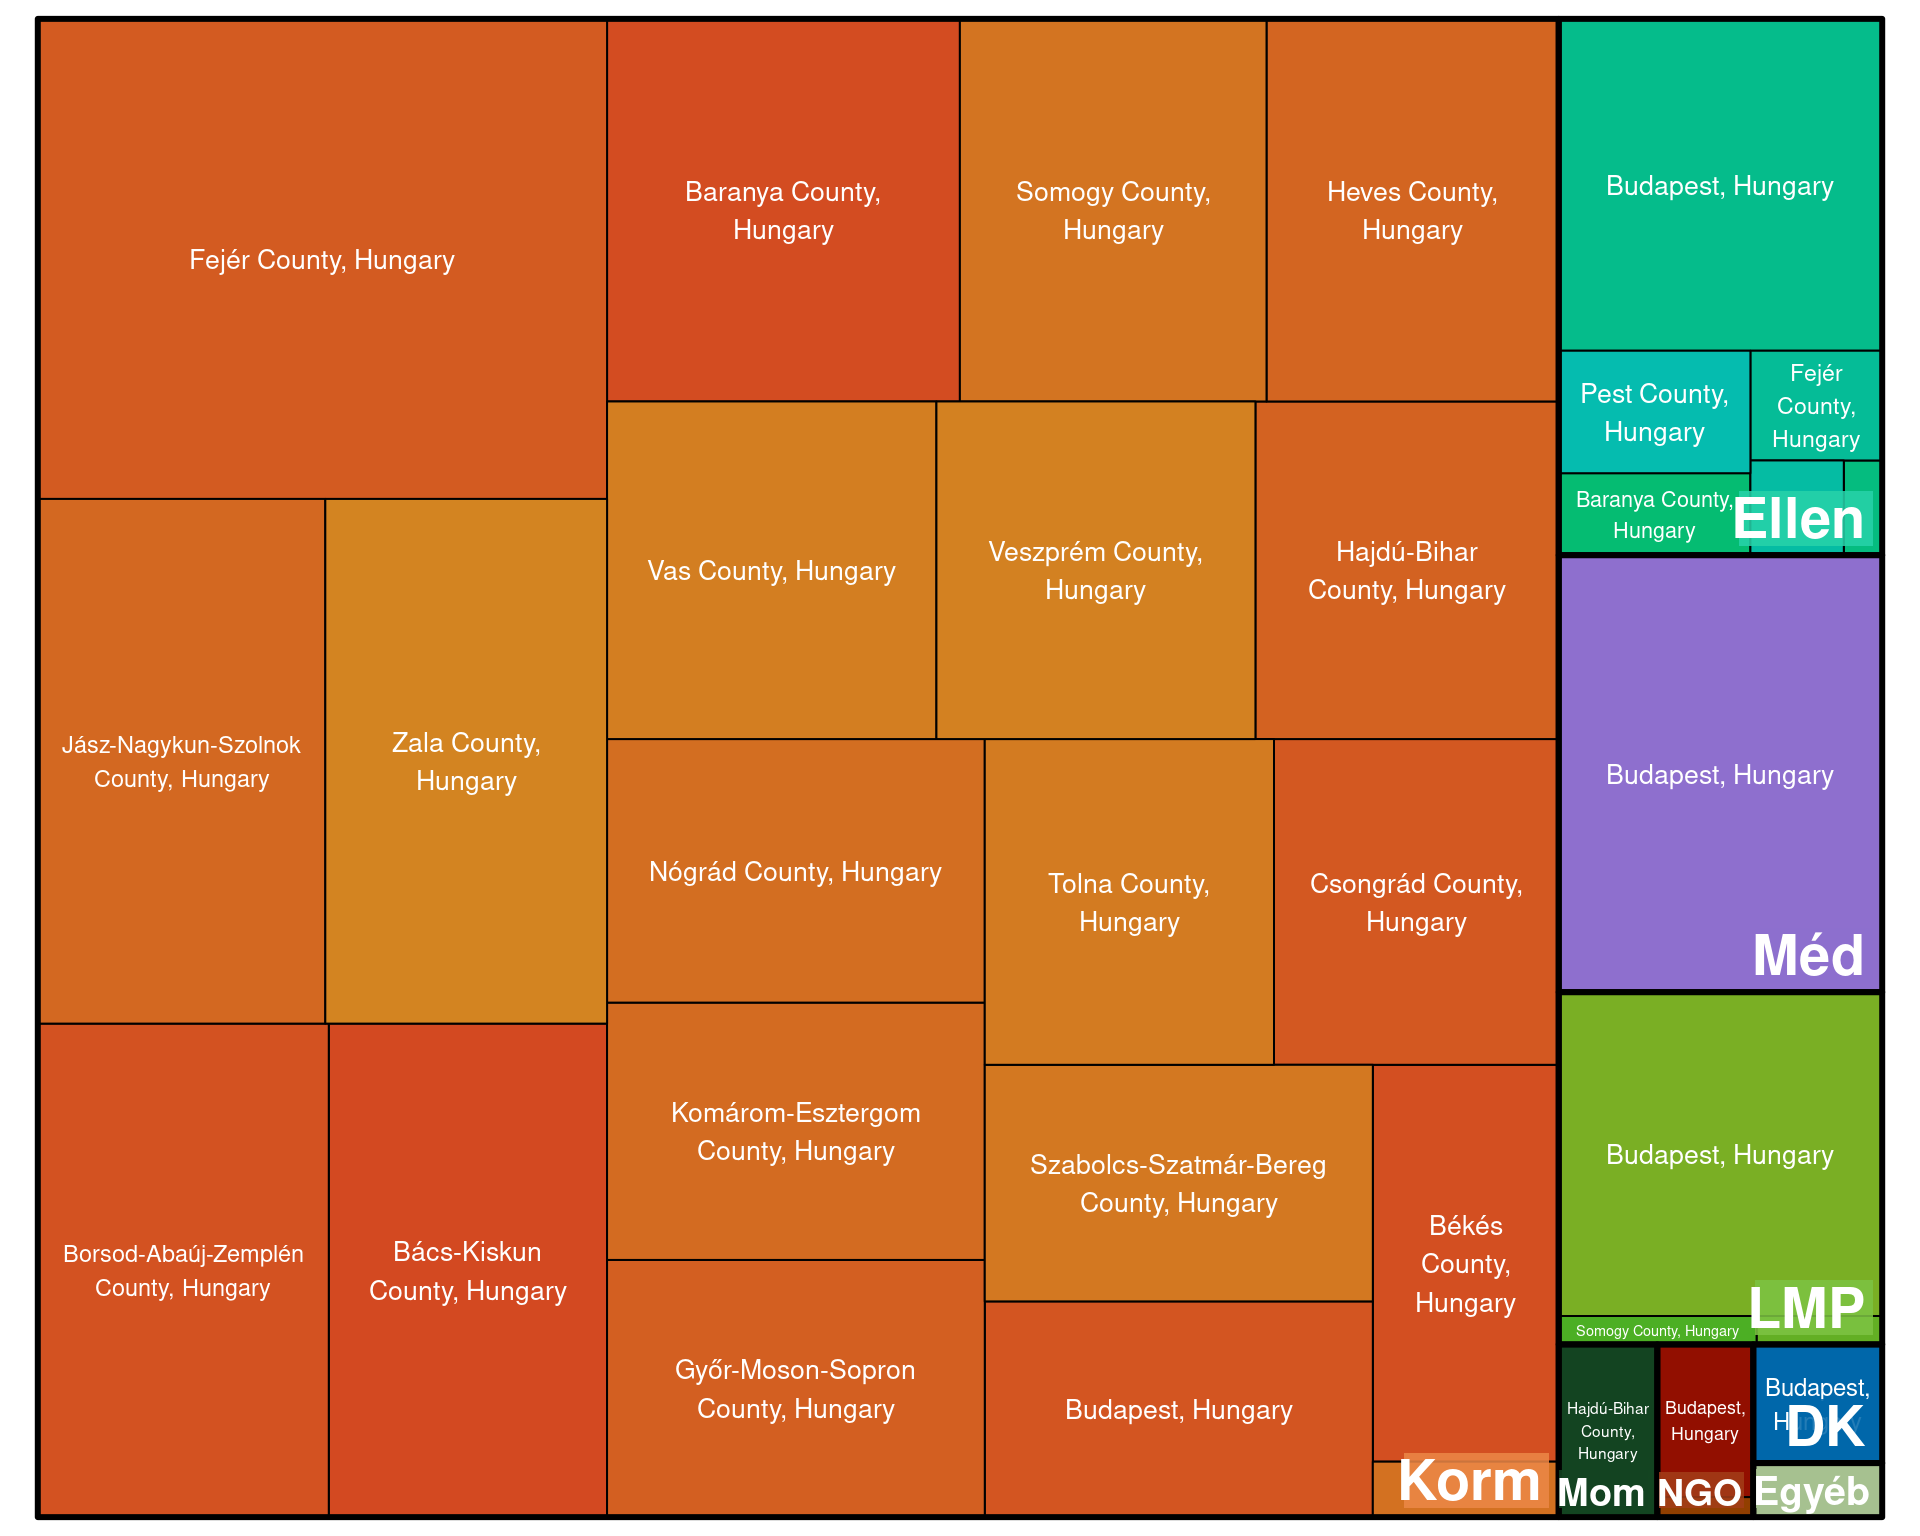 Fejér County, Hungary
Baranya County,
Hungary
Somogy County,
Hungary
Heves County,
Hungary
Jász-Nagykun-Szolnok
County, Hungary
Zala County,
Hungary
Vas County, Hungary
Veszprém County,
Hungary
Hajdú-Bihar
County, Hungary
Nógrád County, Hungary
Tolna County,
Hungary
Csongrád County,
Hungary
Borsod-Abaúj-Zemplén
County, Hungary
Bács-Kiskun
County, Hungary
Komárom-Esztergom
County, Hungary
Győr-Moson-Sopron
County, Hungary
Szabolcs-Szatmár-Bereg
County, Hungary
Budapest, Hungary
Békés
County,
Hungary
Korm
Budapest, Hungary
Pest County,
Hungary
Fejér
County,
Hungary
Baranya County,
Hungary
Ellen
Budapest, Hungary
Méd
Budapest, Hungary
Somogy County, Hungary
LMP
Hajdú-Bihar
County,
Hungary
Mom
Budapest,
Hungary
NGO
Budapest,
Hungary
DK
Egyéb